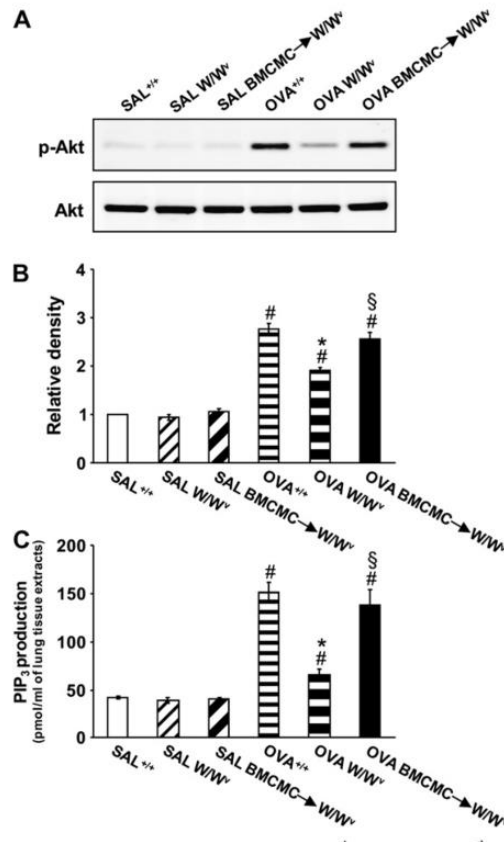 A
SAL+/+
SAL W/Wv
SAL BMCMC→W/Wv
OVA+/+
OVA W/Wv
OVA BMCMC→W/Wv
p-Akt
Akt
B
Relative density
4
3
2
1
0
#
*
#
§
#
SAL+/+
SAL W/Wv
SAL BMCMC→W/Wv
OVA+/+
OVA W/Wv
OVA BMCMC→W/Wv
C
PIP3 production
(pmol/ml of lung tissue extracts)
200
150
100
50
0
#
*
#
§
#
SAL+/+
SAL W/Wv
SAL BMCMC→W/Wv
OVA+/+
OVA W/Wv
OVA BMCMC→W/Wv